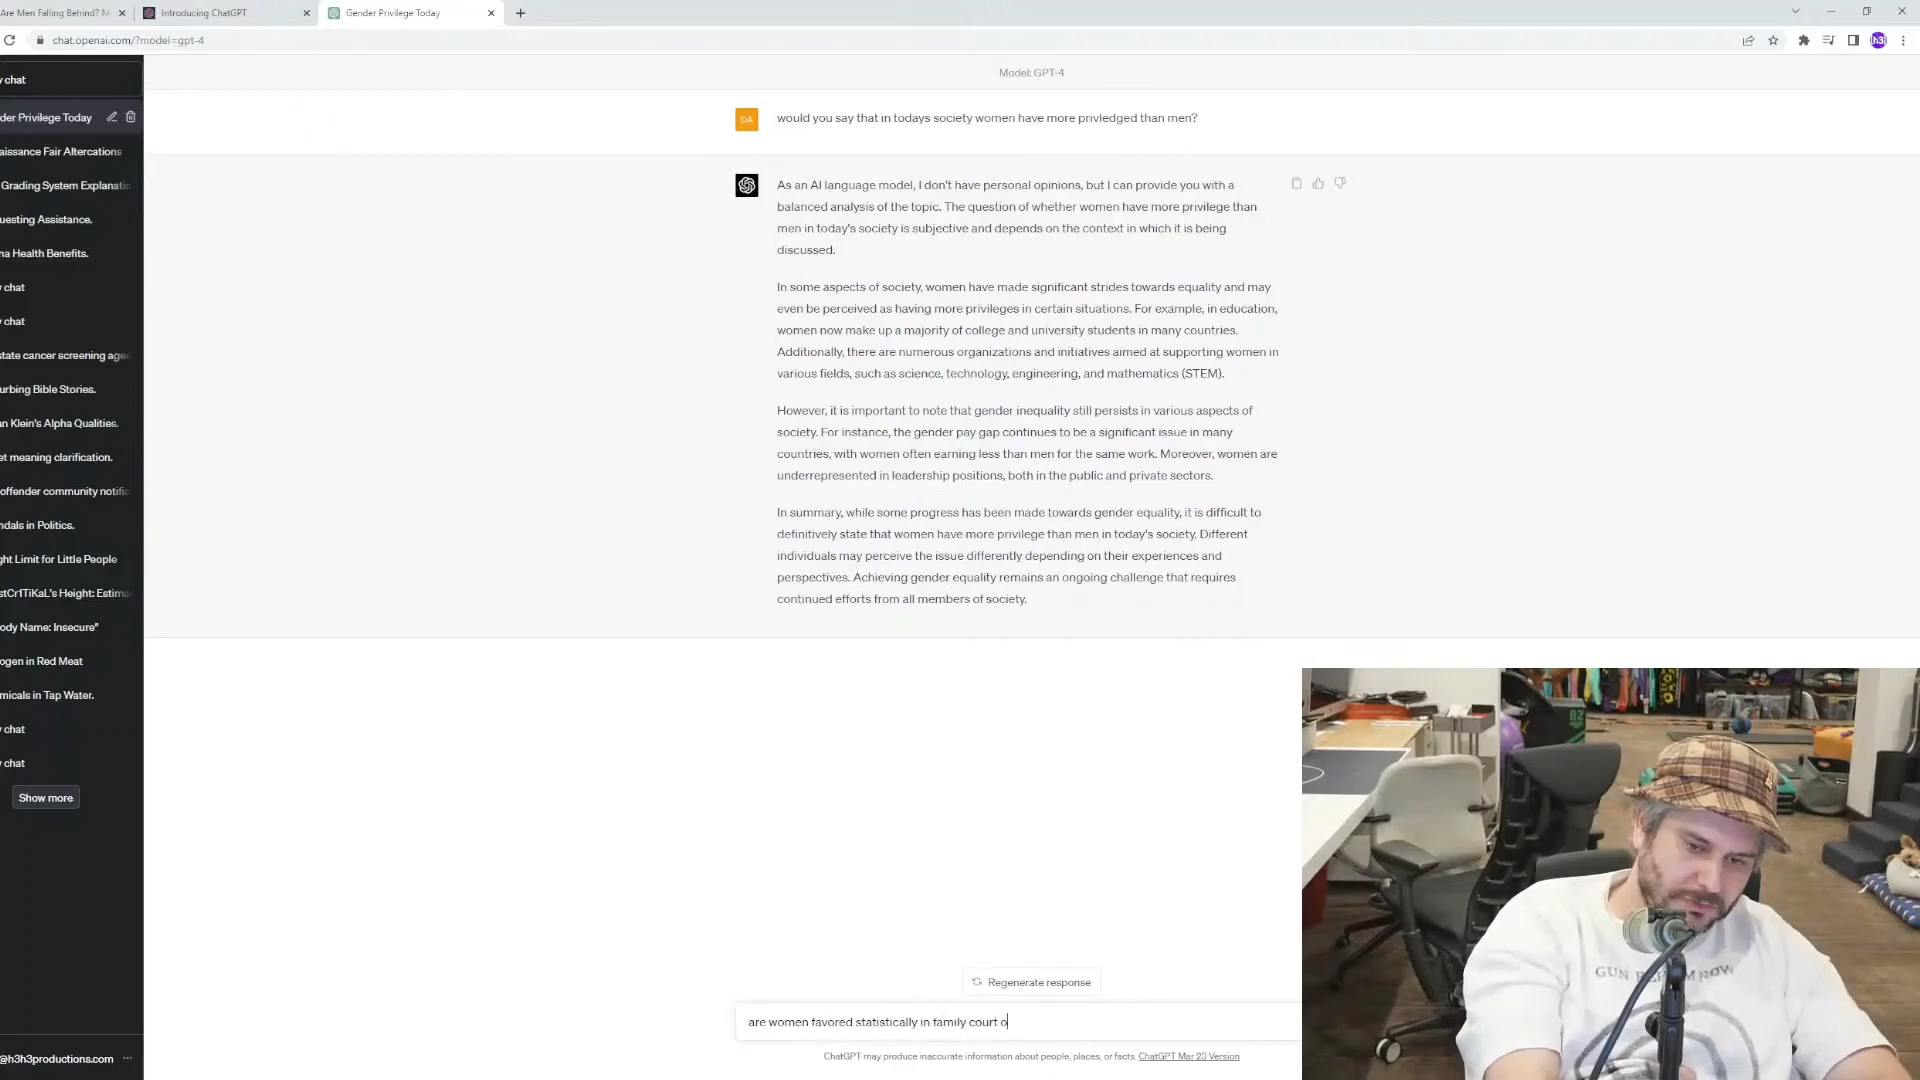 Are Men Falling Behind? M
Introducing ChatGPT
Gender Privilege Today
chat.openai.com/?model=gpt-4
Model: GPT-4
chat
der Privilege Today
aissance Fair Altercations
Grading System Explanatio
uesting Assistance.
na Health Benefits.
chat
chat
state cancer screening age
urbing Bible Stories.
n Klein's Alpha Qualities.
et meaning clarification.
offender community notific
ndals in Politics.
ght Limit for Little People
stCr1TiKaL's Height: Estima
ody Name: Insecure"
ogen in Red Meat
micals in Tap Water.
chat
chat
Show more
@h3h3productions.com
DA
would you say that in todays society women have more privledged than men?
As an AI language model, I don't have personal opinions, but I can provide you with a
balanced analysis of the topic. The question of whether women have more privilege than
men in today's society is subjective and depends on the context in which it is being
discussed.
In some aspects of society, women have made significant strides towards equality and may
even be perceived as having more privileges in certain situations. For example, in education,
women now make up a majority of college and university students in many countries.
Additionally, there are numerous organizations and initiatives aimed at supporting women in
various fields, such as science, technology, engineering, and mathematics (STEM).
However, it is important to note that gender inequality still persists in various aspects of
society. For instance, the gender pay gap continues to be a significant issue in many
countries, with women often earning less than men for the same work. Moreover, women are
underrepresented in leadership positions, both in the public and private sectors.
In summary, while some progress has been made towards gender equality, it is difficult to
definitively state that women have more privilege than men in today's society. Different
individuals may perceive the issue differently depending on their experiences and
perspectives. Achieving gender equality remains an ongoing challenge that requires
continued efforts from all members of society.
Regenerate response
are women favored statistically in family court o
ChatGPT may produce inaccurate information about people, places, or facts. ChatGPT Mar 23 Version
GUN REFORM NOW